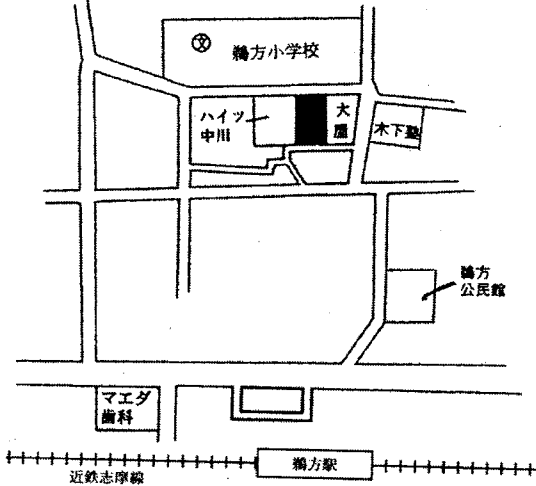 文
鵜方小学校
ハイツ
中川
大
屋
木下塾
鵜方
公民館
マエダ
歯科
鵜方駅
近鉄志摩線